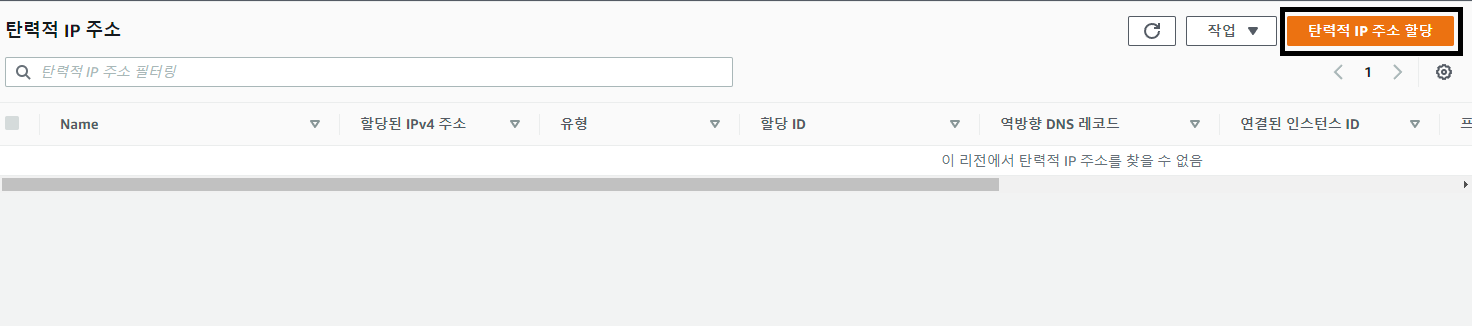 탄력적 IP 주소
작업
탄력적 IP 주소 할당
탄력적 IP 주소 필터링
1
Name 할당된 IPv4 주소 유형 할당 ID 역방향 DNS 레코드 연결된 인스턴스 ID 프
이 리전에서 탄력적 IP 주소를 찾을 수 없음